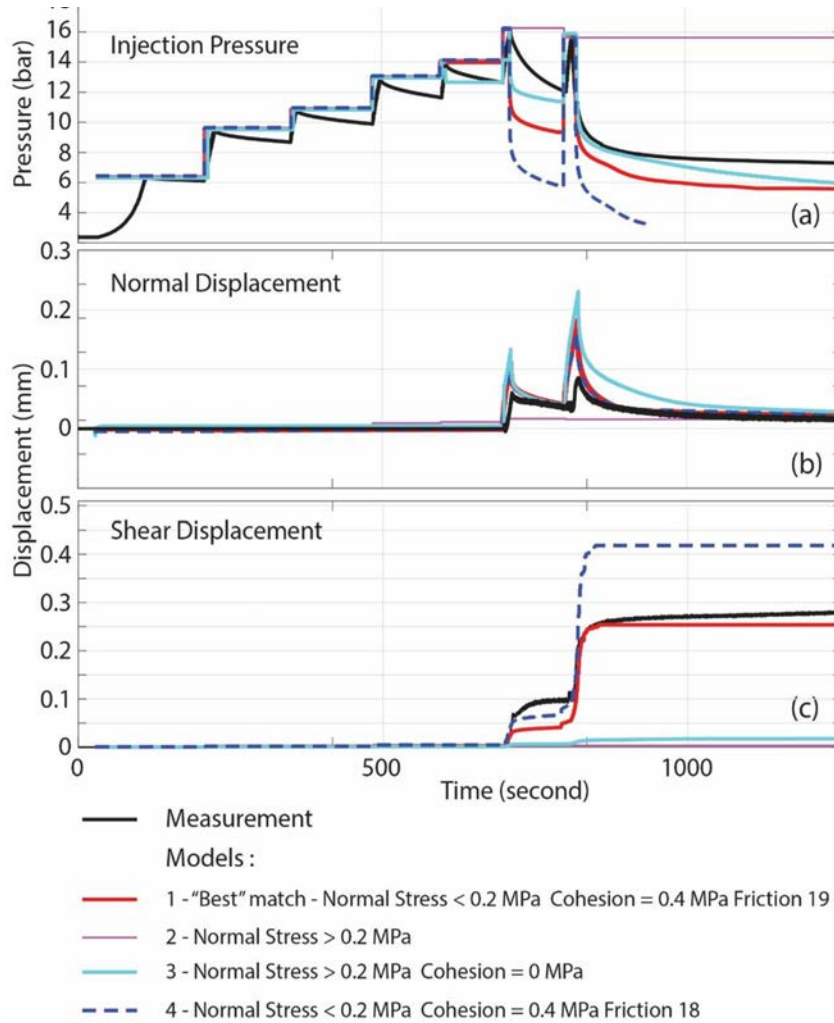 18
16
14
12
10
8
6
4
Pressure (bar)
Injection Pressure
(a)
0.3
0.2
0.1
0
Normal Displacement
(b)
Displacement (mm)
0.5
0.4
0.3
0.2
0.1
0
Shear Displacement
(c)
0 500 1000
Time (second)
Measurement
Models :
1 - "Best" match - Normal Stress < 0.2 MPa Cohesion = 0.4 MPa Friction 19
2 - Normal Stress > 0.2 MPa
3 - Normal Stress > 0.2 MPa Cohesion = 0 MPa
4 - Normal Stress < 0.2 MPa Cohesion = 0.4 MPa Friction 18